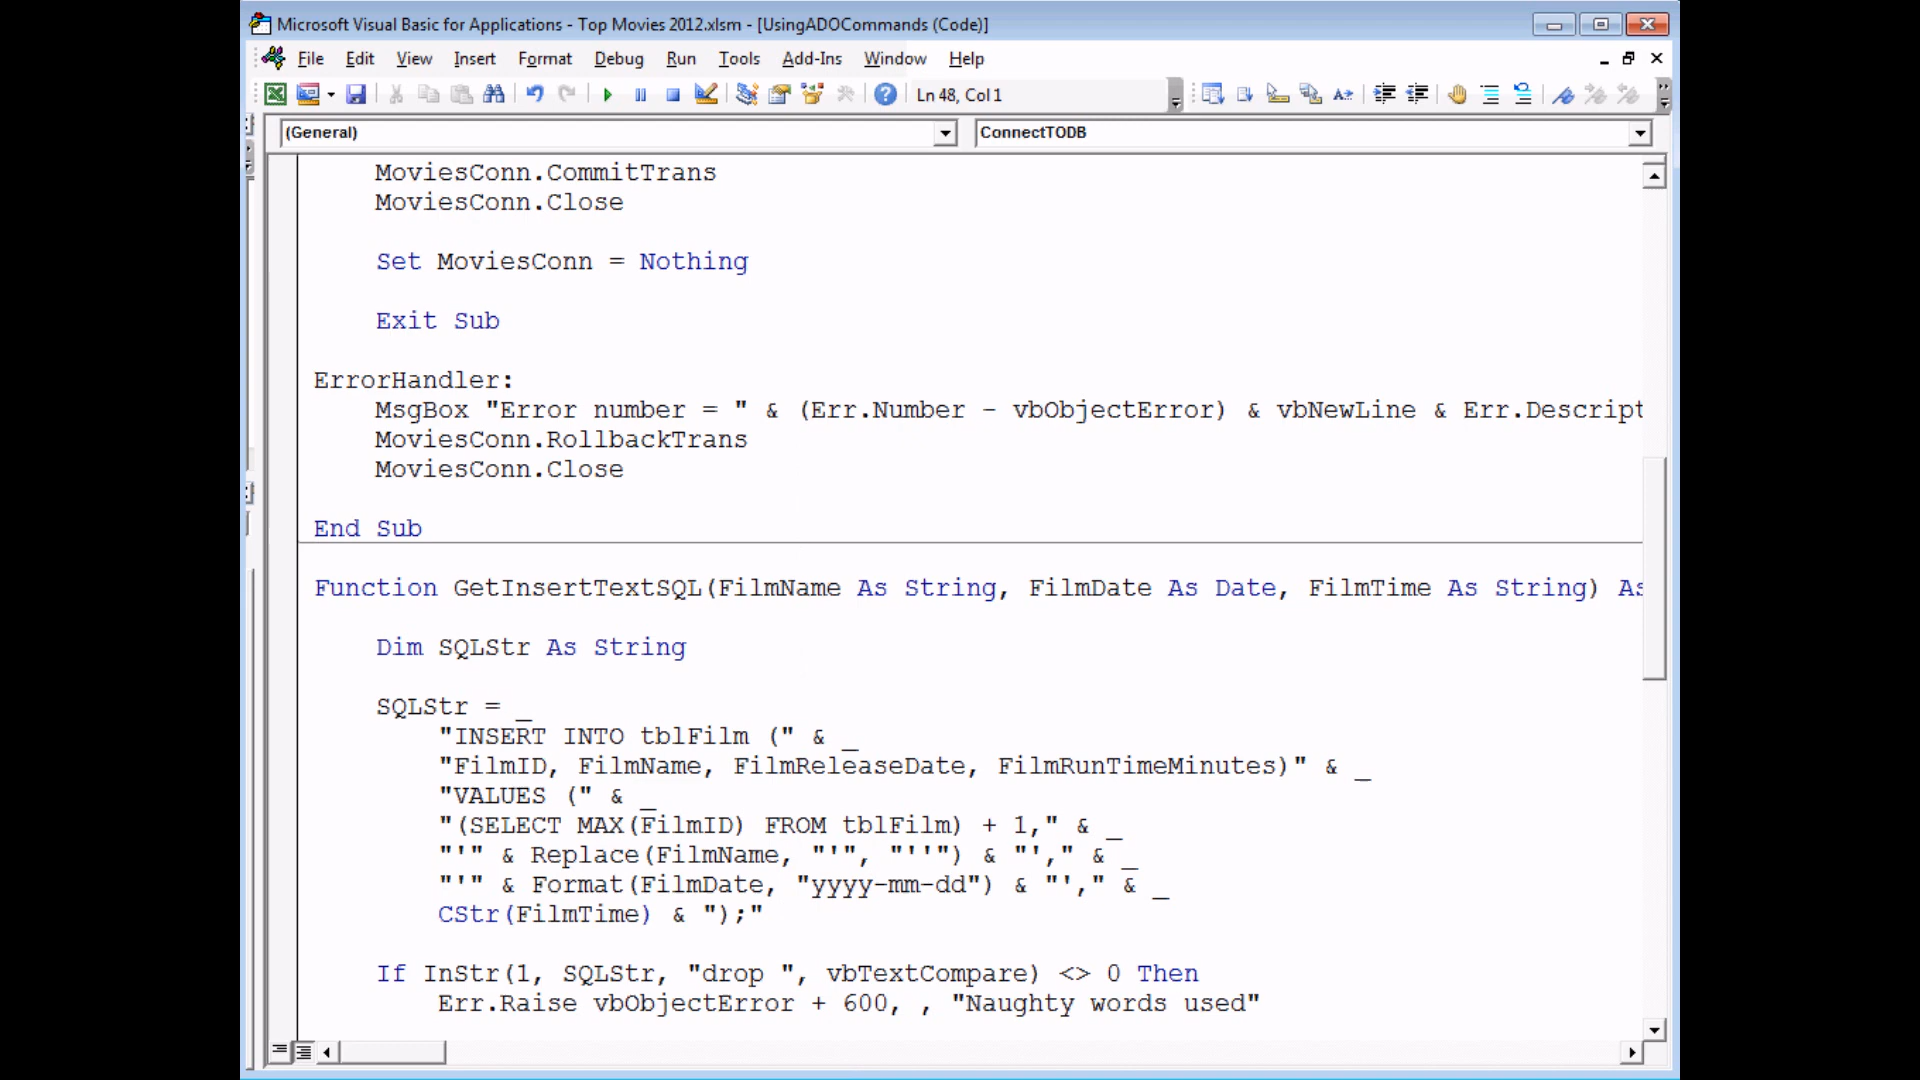 Microsoft Visual Basic for Applications - Top Movies 2012.xlsm - [UsingADOCommands (Code)]
File Edit View Insert Format Debug Run Tools Add-Ins Window Help
Ln 48, Col 1
(General) ConnectTODB
MoviesConn.CommitTrans
MoviesConn.Close
Set MoviesConn = Nothing
Exit Sub
ErrorHandler:
MsgBox "Error number = " & (Err.Number - vbObjectError) & vbNewLine & Err.Descript
MoviesConn.RollbackTrans
MoviesConn.Close
End Sub
Function GetInsertTextSQL(FilmName As String, FilmDate As Date, FilmTime As String) As
Dim SQLStr As String
SQLStr = _
"INSERT INTO tblFilm (" & _
"FilmID, FilmName, FilmReleaseDate, FilmRunTimeMinutes)" & _
"VALUES (" & _
"(SELECT MAX(FilmID) FROM tblFilm) + 1," & _
"'" & Replace(FilmName, "'", "''") & "'," & _
"'" & Format(FilmDate, "yyyy-mm-dd") & "'," & _
CStr(FilmTime) & ");"
If InStr(1, SQLStr, "drop ", vbTextCompare) <> 0 Then
Err.Raise vbObjectError + 600, , "Naughty words used"